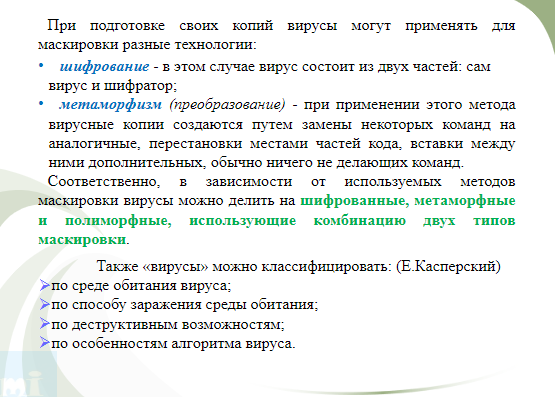 При подготовке своих копий вирусы могут применять для
маскировки разные технологии:
• шифрование - в этом случае вирус состоит из двух частей: сам
вирус и шифратор;
• метаморфизм (преобразование) - при применении этого метода
вирусные копии создаются путем замены некоторых команд на
аналогичные, перестановки местами частей кода, вставки между
ними дополнительных, обычно ничего не делающих команд.
Соответственно, в зависимости от используемых методов
маскировки вирусы можно делить на шифрованные, метаморфные
и полиморфные, использующие комбинацию двух типов
маскировки.
Также «вирусы» можно классифицировать: (Е.Касперский)
➢по среде обитания вируса;
➢по способу заражения среды обитания;
➢по деструктивным возможностям;
➢по особенностям алгоритма вируса.
mi